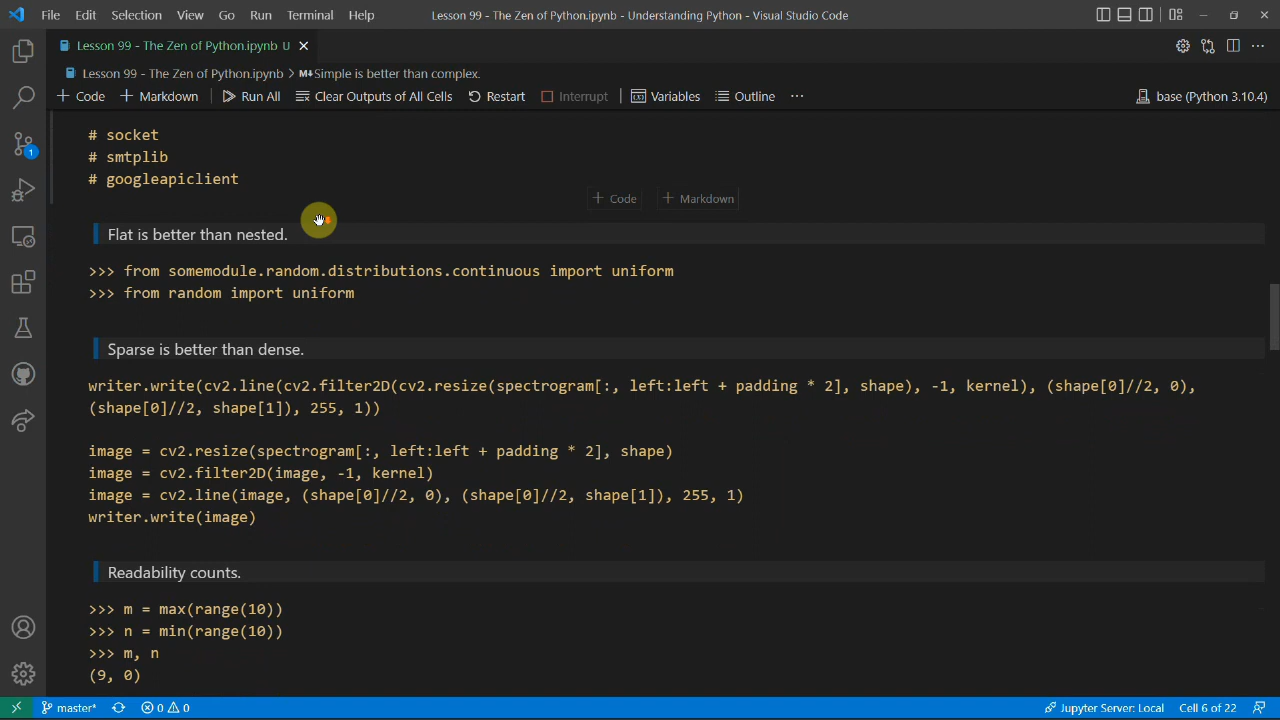 File Edit Selection View Go Run Terminal Help Lesson 99 - The Zen of Python.ipynb - Understanding Python - Visual Studio Code
Lesson 99 - The Zen of Python.ipynb U
Lesson 99 - The Zen of Python.ipynb > M↓Simple is better than complex.
+ Code + Markdown Run All Clear Outputs of All Cells Restart Interrupt Variables Outline ··· base (Python 3.10.4)
# socket
# smtplib
# googleapiclient
+ Code + Markdown
Flat is better than nested.
>>> from somemodule.random.distributions.continuous import uniform
>>> from random import uniform
Sparse is better than dense.
writer.write(cv2.line(cv2.filter2D(cv2.resize(spectrogram[:, left:left + padding * 2], shape), -1, kernel), (shape[0]//2, 0),
(shape[0]//2, shape[1]), 255, 1))
image = cv2.resize(spectrogram[:, left:left + padding * 2], shape)
image = cv2.filter2D(image, -1, kernel)
image = cv2.line(image, (shape[0]//2, 0), (shape[0]//2, shape[1]), 255, 1)
writer.write(image)
Readability counts.
>>> m = max(range(10))
>>> n = min(range(10))
>>> m, n
(9, 0)
1
master* 0 0 Jupyter Server: Local Cell 6 of 22